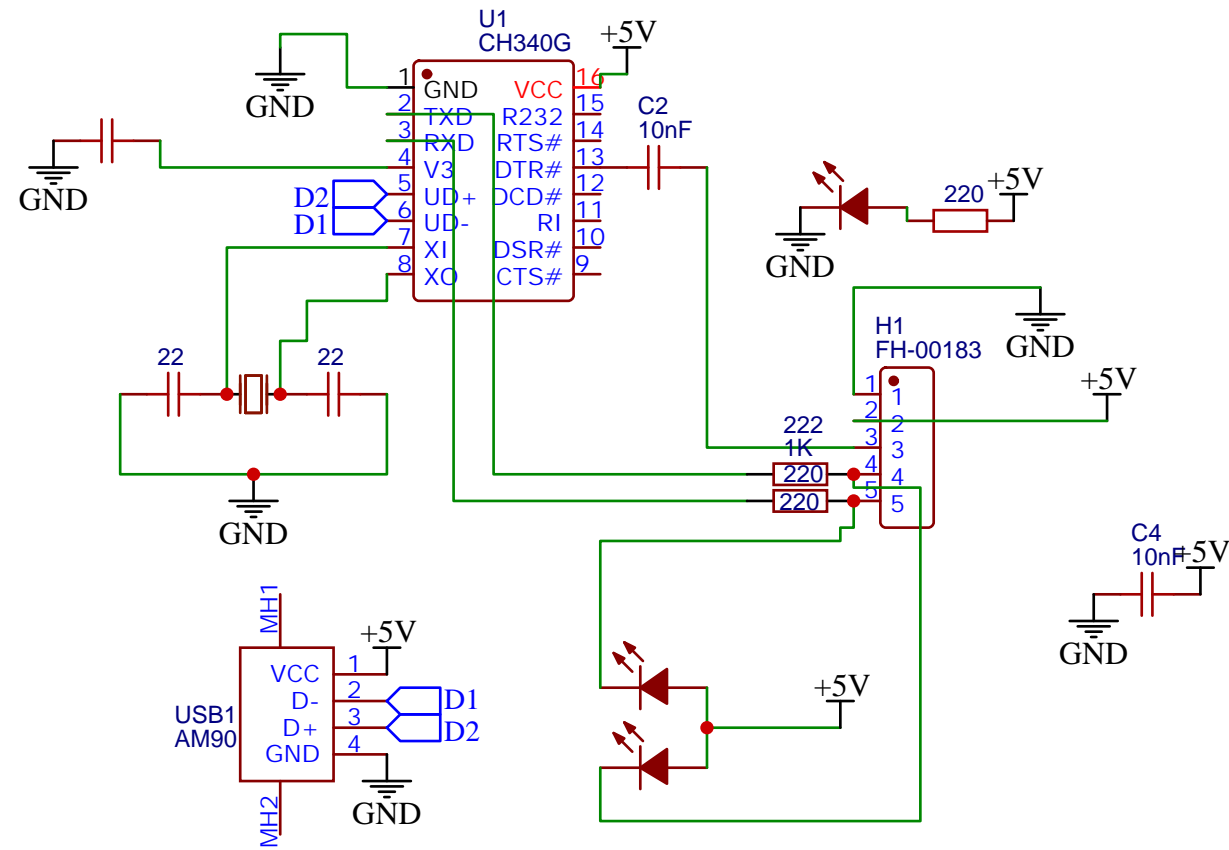 U1
CH340G
+5V
GND
1 GND VCC 16
2 TXD R232 15
3 RXD RTS# 14
4 V3 DTR# 13
5 UD+ DCD# 12
6 UD- RI 11
7 XI DSR# 10
8 XO CTS# 9
D2
D1
GND
C2
10nF
220
+5V
GND
22
22
GND
H1
FH-00183
GND
+5V
1 1
2 2
3 3
4 4
5 5
222
1K
220
220
C4
10nF
+5V
GND
MH1
USB1
AM90
VCC 1
D- 2
D+ 3
GND 4
MH2
+5V
D1
D2
GND
+5V